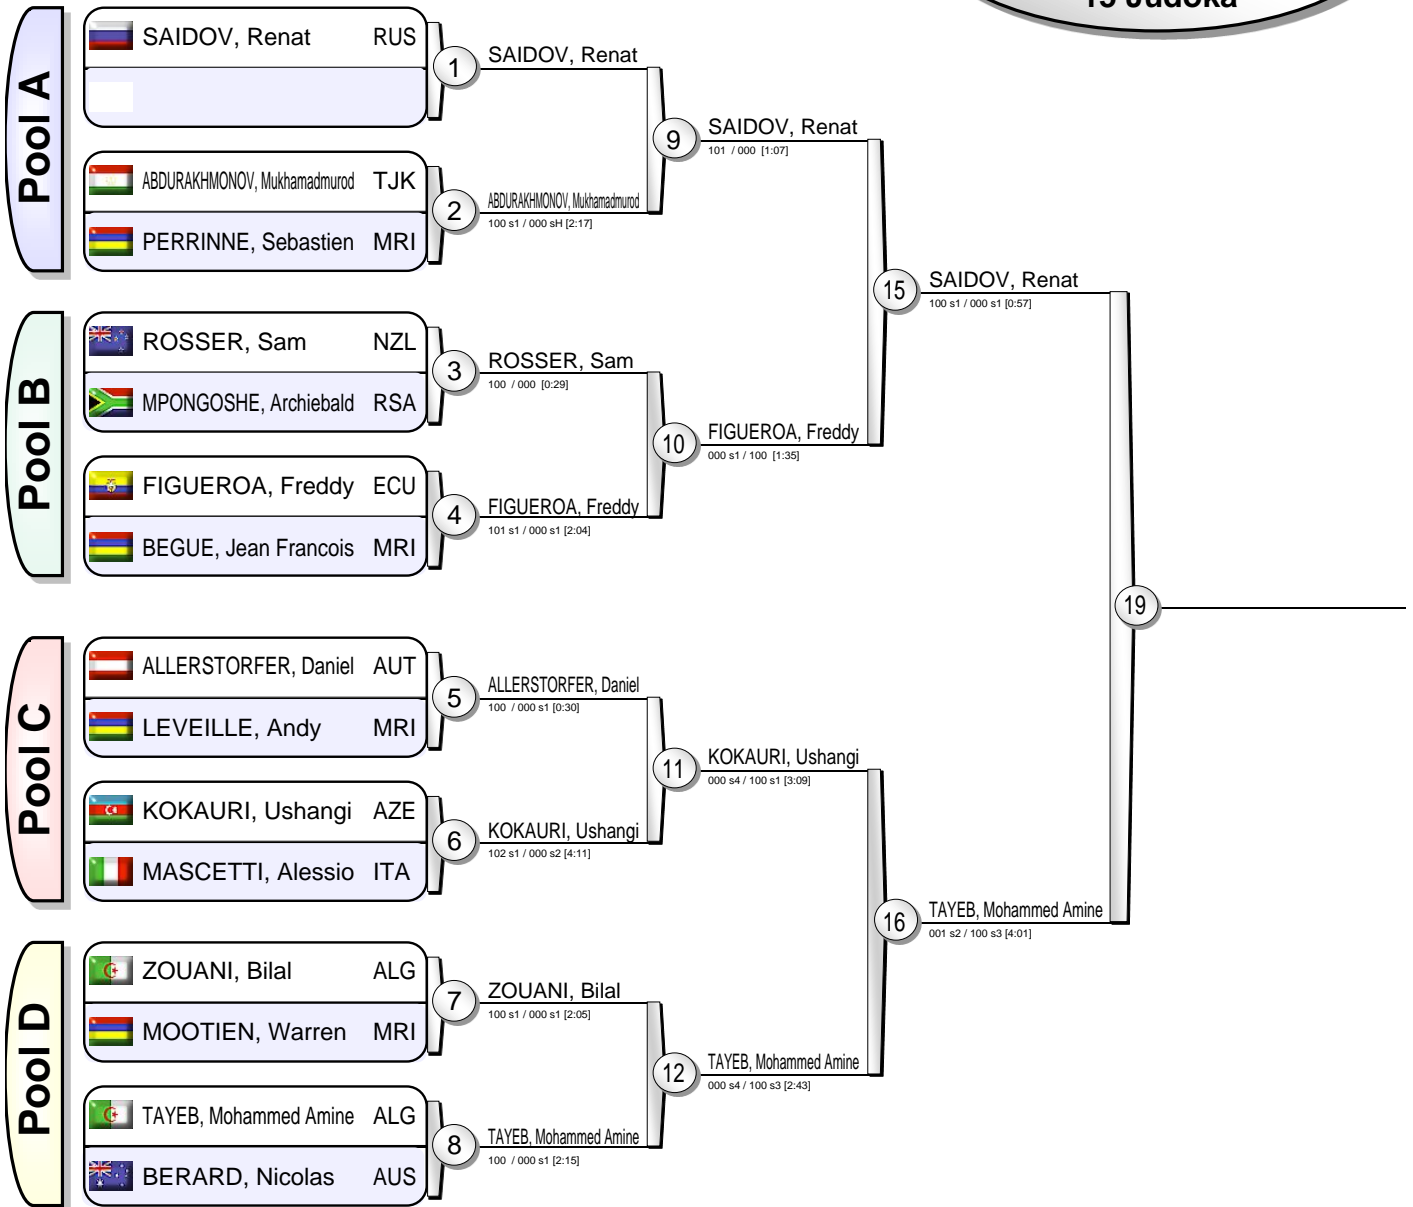 15 Judoka
Pool A
SAIDOV, Renat RUS
1
SAIDOV, Renat
ABDURAKHMONOV, Mukhamadmurod TJK
PERRINNE, Sebastien MRI
2
ABDURAKHMONOV, Mukhamadmurod
100 s1 / 000 sH [2:17]
9
SAIDOV, Renat
101 / 000 [1:07]
Pool B
ROSSER, Sam NZL
MPONGOSHE, Archiebald RSA
3
ROSSER, Sam
100 / 000 [0:29]
FIGUEROA, Freddy ECU
BEGUE, Jean Francois MRI
4
FIGUEROA, Freddy
101 s1 / 000 s1 [2:04]
10
FIGUEROA, Freddy
000 s1 / 100 [1:35]
15
SAIDOV, Renat
100 s1 / 000 s1 [0:57]
Pool C
ALLERSTORFER, Daniel AUT
LEVEILLE, Andy MRI
5
ALLERSTORFER, Daniel
100 / 000 s1 [0:30]
KOKAURI, Ushangi AZE
MASCETTI, Alessio ITA
6
KOKAURI, Ushangi
102 s1 / 000 s2 [4:11]
11
KOKAURI, Ushangi
000 s4 / 100 s1 [3:09]
Pool D
ZOUANI, Bilal ALG
MOOTIEN, Warren MRI
7
ZOUANI, Bilal
100 s1 / 000 s1 [2:05]
TAYEB, Mohammed Amine ALG
BERARD, Nicolas AUS
8
TAYEB, Mohammed Amine
100 / 000 s1 [2:15]
12
TAYEB, Mohammed Amine
000 s4 / 100 s3 [2:43]
16
TAYEB, Mohammed Amine
001 s2 / 100 s3 [4:01]
19